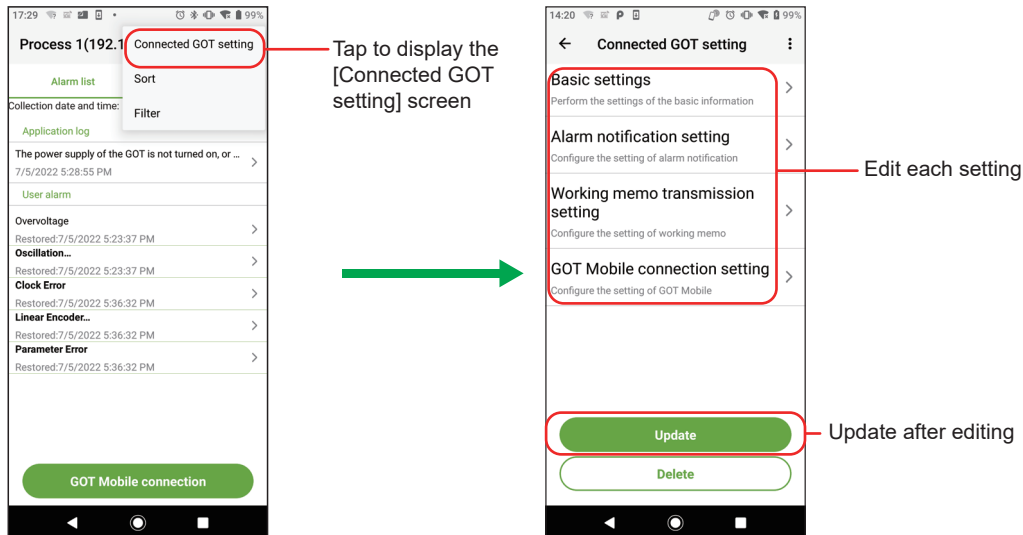 17:29
99%
Process 1(192.1
Connected GOT setting
Alarm list
Sort
Collection date and time:
Filter
Application log
The power supply of the GOT is not turned on, or ...
7/5/2022 5:28:55 PM
User alarm
Overvoltage
Restored:7/5/2022 5:23:37 PM
Oscillation...
Restored:7/5/2022 5:23:37 PM
Clock Error
Restored:7/5/2022 5:36:32 PM
Linear Encoder...
Restored:7/5/2022 5:36:32 PM
Parameter Error
Restored:7/5/2022 5:36:32 PM
GOT Mobile connection
Tap to display the
[Connected GOT
setting] screen
14:20
99%
Connected GOT setting
Basic settings
Perform the settings of the basic information
Alarm notification setting
Configure the setting of alarm notification
Working memo transmission
setting
Configure the setting of working memo
GOT Mobile connection setting
Configure the setting of GOT Mobile
Update
Delete
Edit each setting
Update after editing